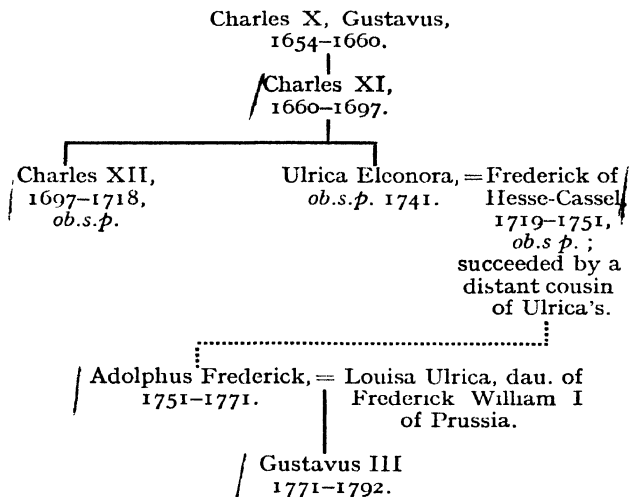 Charles X, Gustavus,
1654–1660.
Charles XI,
1660–1697.
Charles XII,
1697–1718,
ob.s.p.
Ulrica Eleonora,
ob.s.p. 1741.
= Frederick of
Hesse-Cassel
1719–1751,
ob.s p. ;
succeeded by a
distant cousin
of Ulrica's.
Adolphus Frederick,
1751–1771.
= Louisa Ulrica, dau. of
Frederick William I
of Prussia.
Gustavus III
1771–1792.